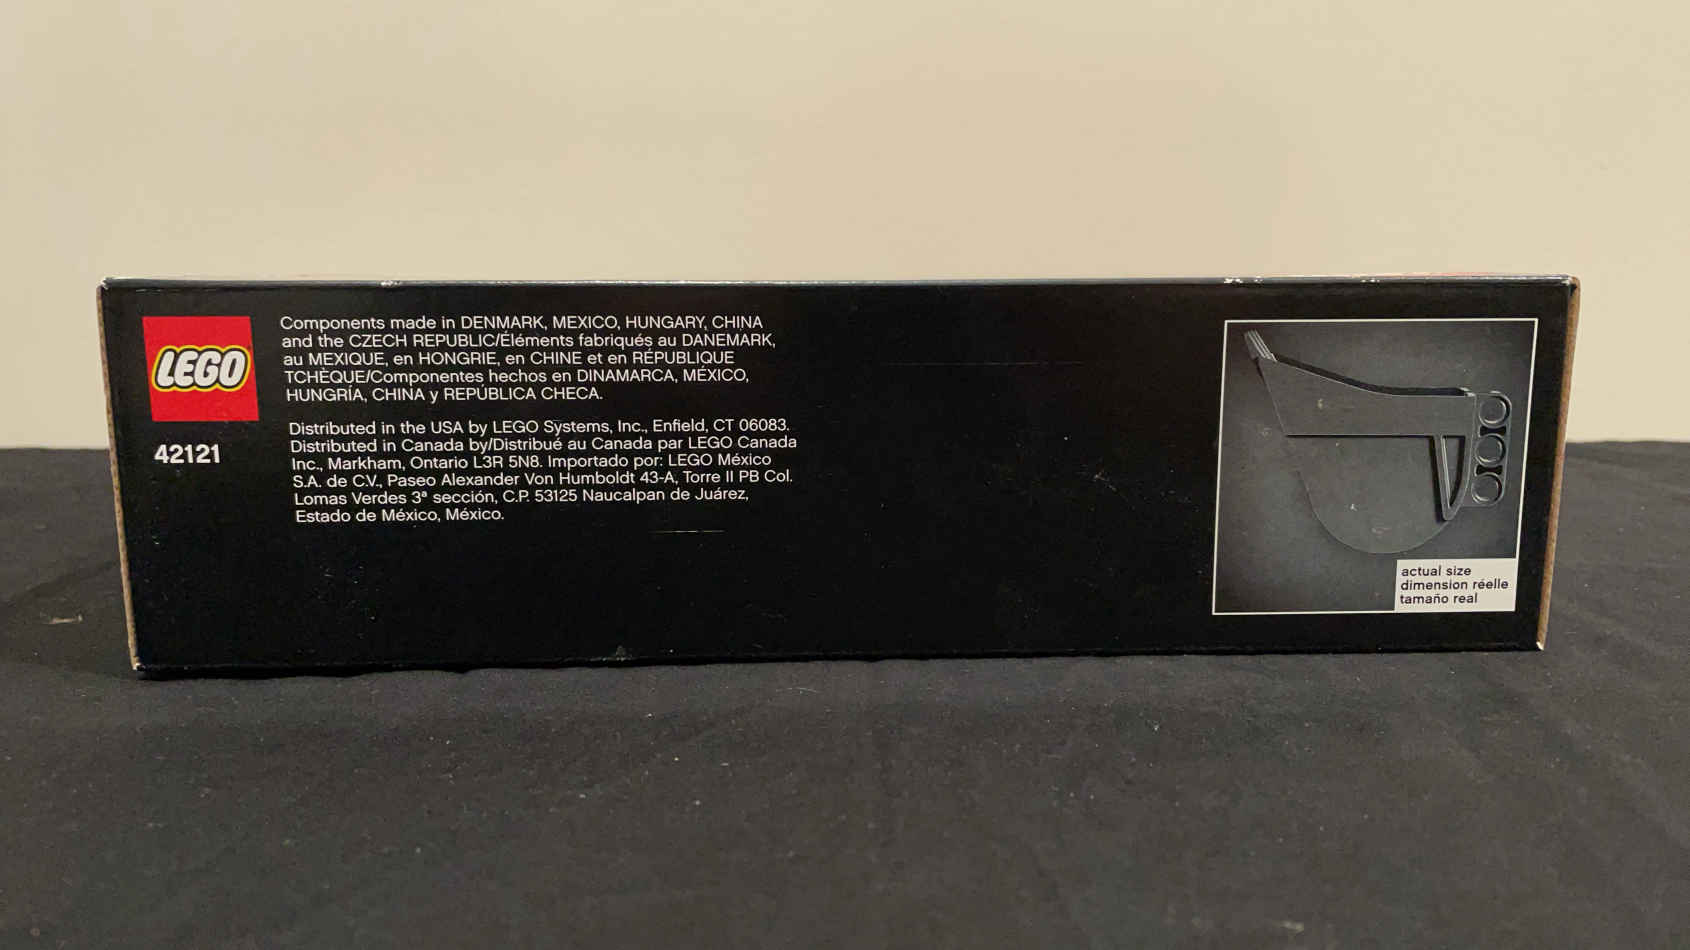 LEGO
42121
Components made in DENMARK, MEXICO, HUNGARY, CHINA
and the CZECH REPUBLIC/Éléments fabriqués au DANEMARK,
au MEXIQUE, en HONGRIE, en CHINE et en RÉPUBLIQUE
TCHÈQUE/Componentes hechos en DINAMARCA, MÉXICO,
HUNGRÍA, CHINA y REPÚBLICA CHECA.
Distributed in the USA by LEGO Systems, Inc., Enfield, CT 06083.
Distributed in Canada by/Distribué au Canada par LEGO Canada
Inc., Markham, Ontario L3R 5N8. Importado por: LEGO México
S.A. de C.V., Paseo Alexander Von Humboldt 43-A, Torre II PB Col.
Lomas Verdes 3ª sección, C.P. 53125 Naucalpan de Juárez,
Estado de México, México.
actual size
dimension réelle
tamaño real